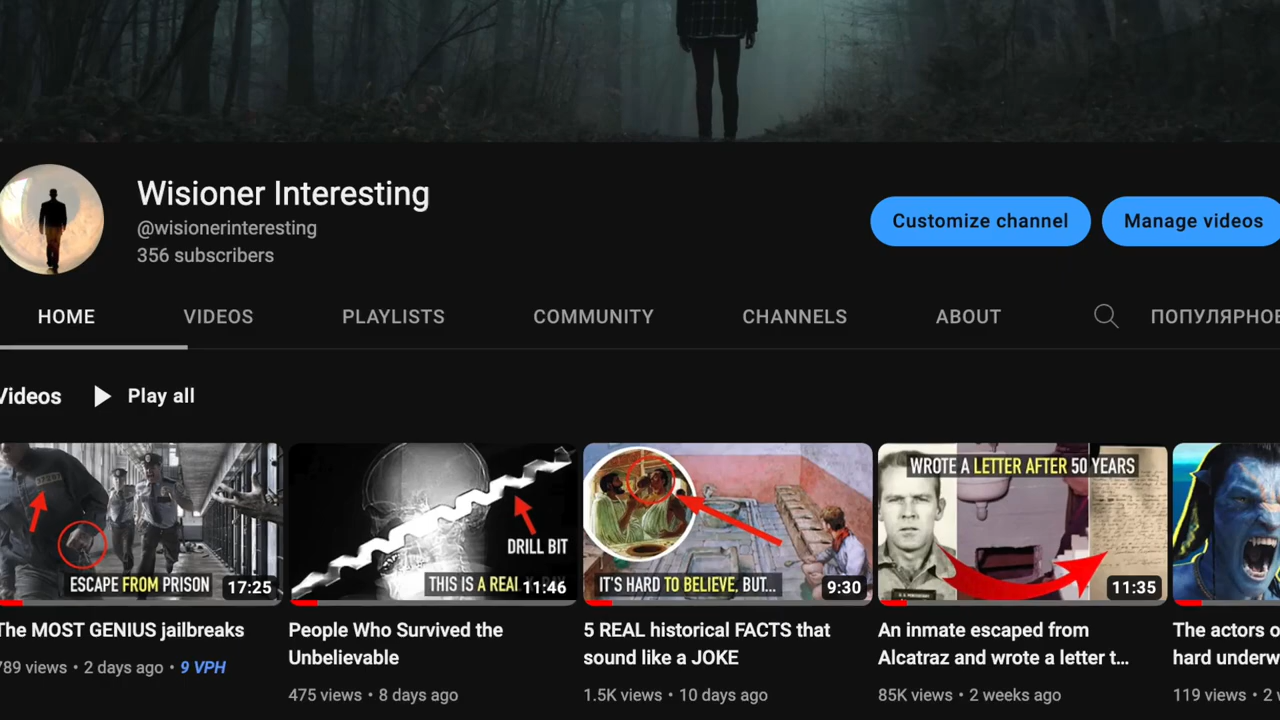 Wisioner Interesting
@wisionerinteresting
356 subscribers
Customize channel
Manage videos
HOME
VIDEOS
PLAYLISTS
COMMUNITY
CHANNELS
ABOUT
ПОПУЛЯРНОЕ
Videos
Play all
ESCAPE FROM PRISON
17:25
DRILL BIT
THIS IS A REAL
11:46
IT'S HARD TO BELIEVE, BUT...
9:30
WROTE A LETTER AFTER 50 YEARS
11:35
The MOST GENIUS jailbreaks
789 views • 2 days ago • 9 VPH
People Who Survived the
Unbelievable
475 views • 8 days ago
5 REAL historical FACTS that
sound like a JOKE
1.5K views • 10 days ago
An inmate escaped from
Alcatraz and wrote a letter t...
85K views • 2 weeks ago
The actors
hard
119 views • 2